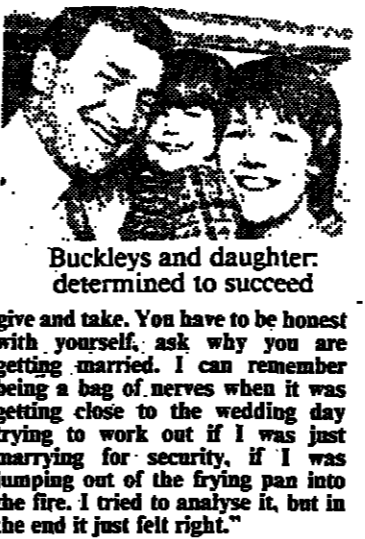 Buckleys and daughter:
determined to succeed
give and take. You have to be honest
with yourself, ask why you are
getting married. I can remember
being a bag of nerves when it was
getting close to the wedding day
trying to work out if I was just
marrying for security, if I was
jumping out of the frying pan into
the fire. I tried to analyse it, but in
the end it just felt right."